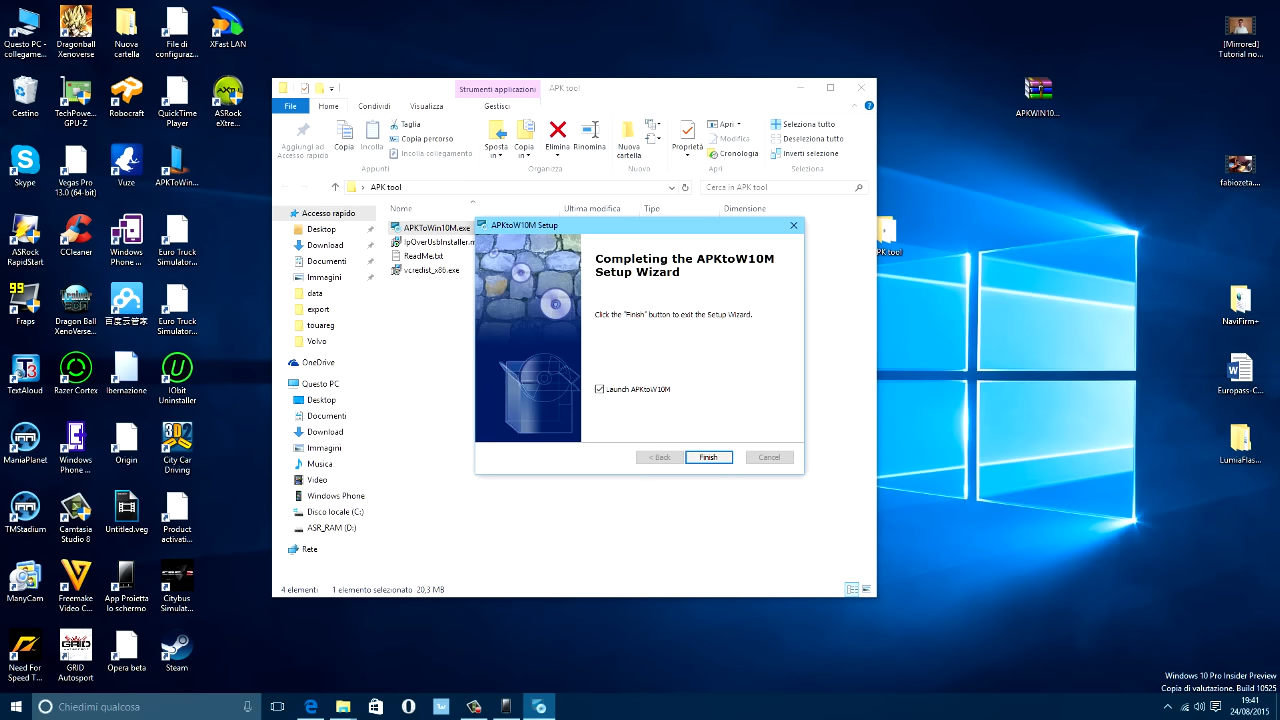 Questo PC -
collegame...
Dragonball
Xenoverse
Nuova
cartella
File di
configuraz...
XFast LAN
Cestino
TechPowe...
GPU-Z
Robocraft
QuickTime
Player
ASRock
eXtre...
Skype
Vegas Pro
13.0 (64-bit)
Vuze
APKToWin...
ASRock
RapidStart
CCleaner
Windows
Phone ...
Euro Truck
Simulator...
Fraps
Dragon Ball
XenoVerse...
百度云管家
Euro Truck
Simulator...
TextAloud
Razer Cortex
Ibernazione
IObit
Uninstaller
ManiaPlanet
Windows
Phone ...
Origin
City Car
Driving
TMStadium
Camtasia
Studio 8
Untitled.veg
Product
activati...
ManyCam
Freemake
Video C...
App Proietta
lo schermo
Citybus
Simulat...
Need For
Speed T...
GRID
Autosport
Opera beta
Steam
Strumenti applicazioni
APK tool
File
Home
Condividi
Visualizza
Gestisci
Aggiungi ad
Accesso rapido
Copia
Incolla
Taglia
Copia percorso
Incolla collegamento
Appunti
Sposta
in
Copia
in
Elimina
Rinomina
Organizza
Nuova
cartella
Nuovo
Proprietà
Apri
Modifica
Cronologia
Apri
Seleziona tutto
Deseleziona tutto
Inverti selezione
Seleziona
APK tool
Cerca in APK tool
Nome
Ultima modifica
Tipo
Dimensione
Accesso rapido
Desktop
Download
Documenti
Immagini
data
export
touareg
Volvo
OneDrive
Questo PC
Desktop
Documenti
Download
Immagini
Musica
Video
Windows Phone
Disco locale (C:)
ASR_RAM (D:)
Rete
APKToWin10M.exe
IpOverUsbInstaller.m
ReadMe.txt
vcredist_x86.exe
4 elementi
1 elemento selezionato 20,3 MB
APKtoW10M Setup
Completing the APKtoW10M
Setup Wizard
Click the "Finish" button to exit the Setup Wizard.
Launch APKtoW10M
< Back
Finish
Cancel
[Mirrored]
Tutorial no...
APKWIN10...
fabiozeta...
PK tool
NaviFirm+
Europass-C...
LumiaFlas...
Windows 10 Pro Insider Preview
Copia di valutazione. Build 10525
Chiedimi qualcosa
19:41
24/08/2015